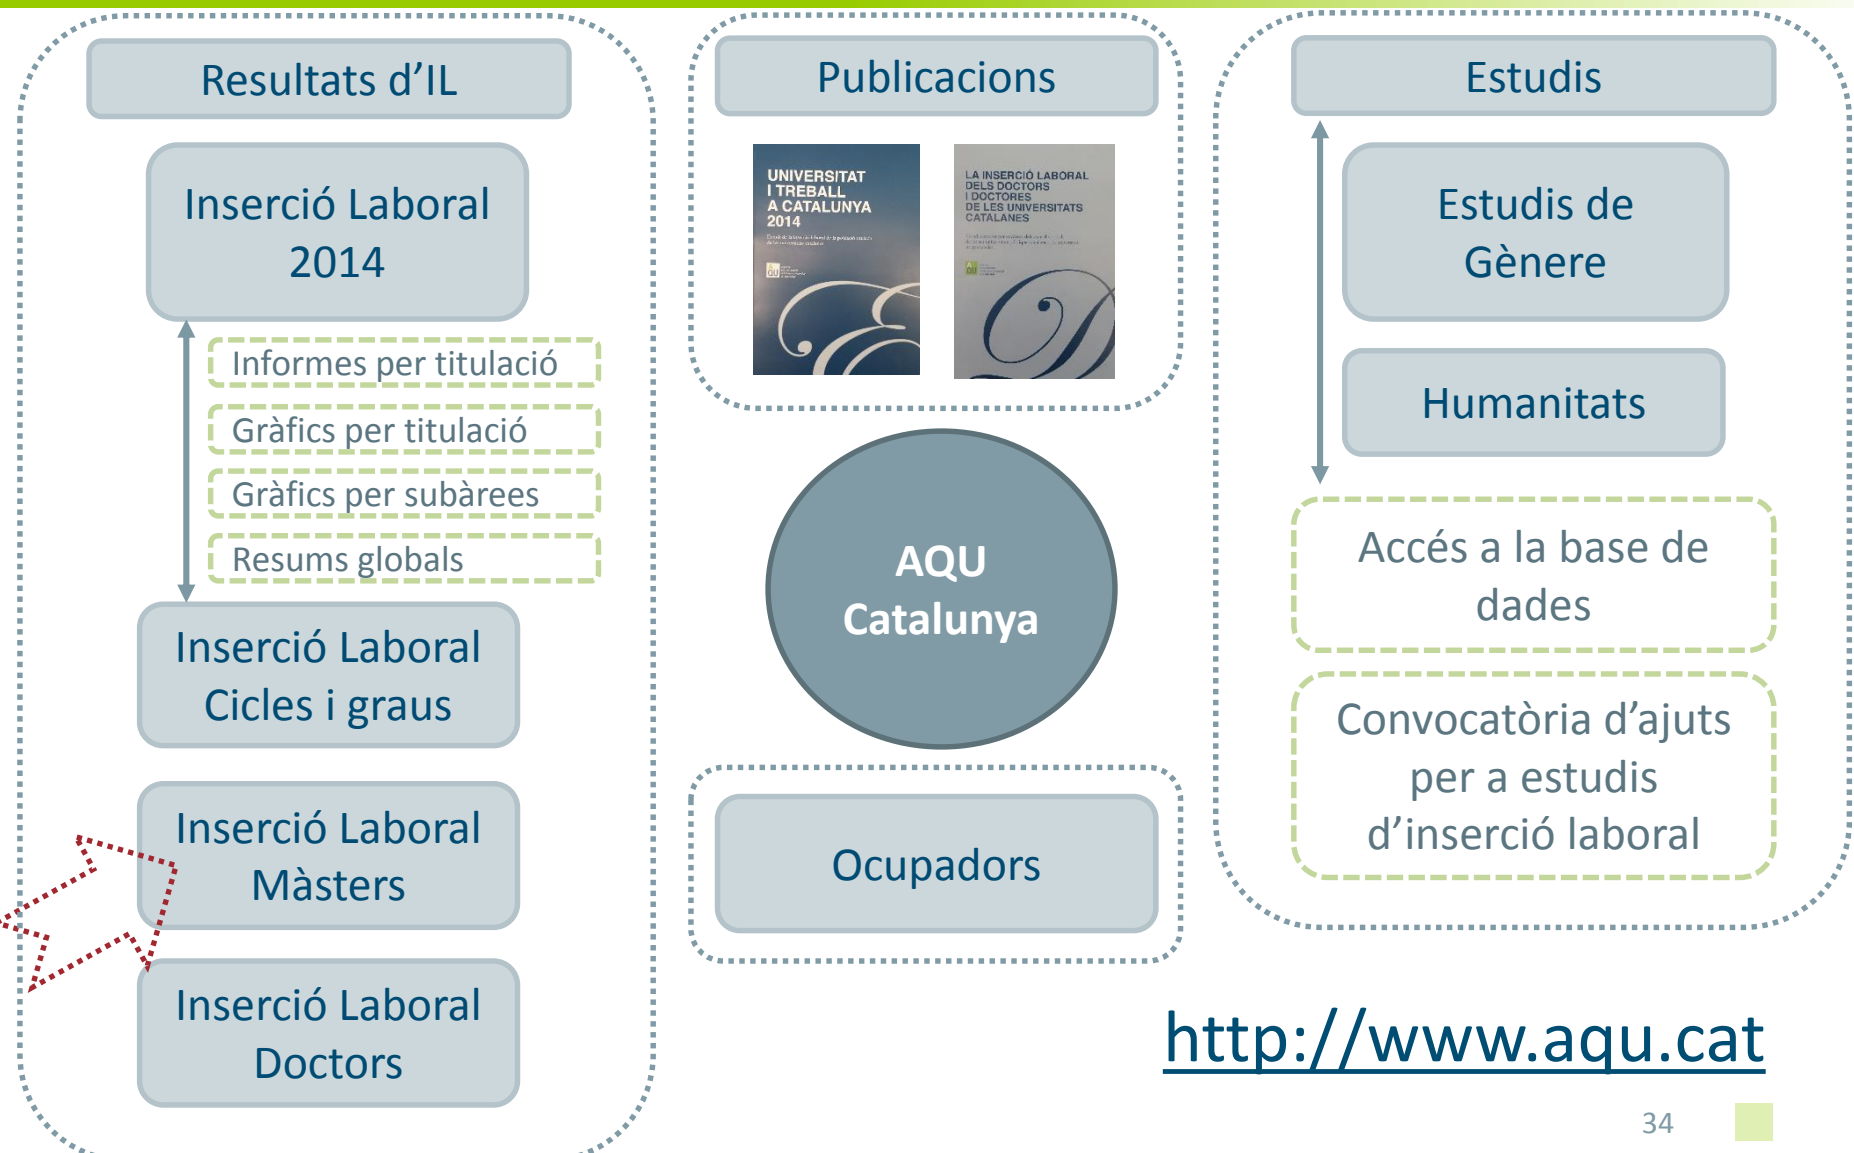 Resultats d'IL
Inserció Laboral
2014
Informes per titulació
Gràfics per titulació
Gràfics per subàrees
Resums globals
Inserció Laboral
Cicles i graus
Inserció Laboral
Màsters
Inserció Laboral
Doctors
Publicacions
UNIVERSITAT
I TREBALL
A CATALUNYA
2014
LA INSERCIÓ LABORAL
DELS DOCTORS
I DOCTORES
DE LES UNIVERSITATS
CATALANES
AQU
Catalunya
Ocupadors
Estudis
Estudis de
Gènere
Humanitats
Accés a la base de
dades
Convocatòria d'ajuts
per a estudis
d'inserció laboral
http://www.aqu.cat
34